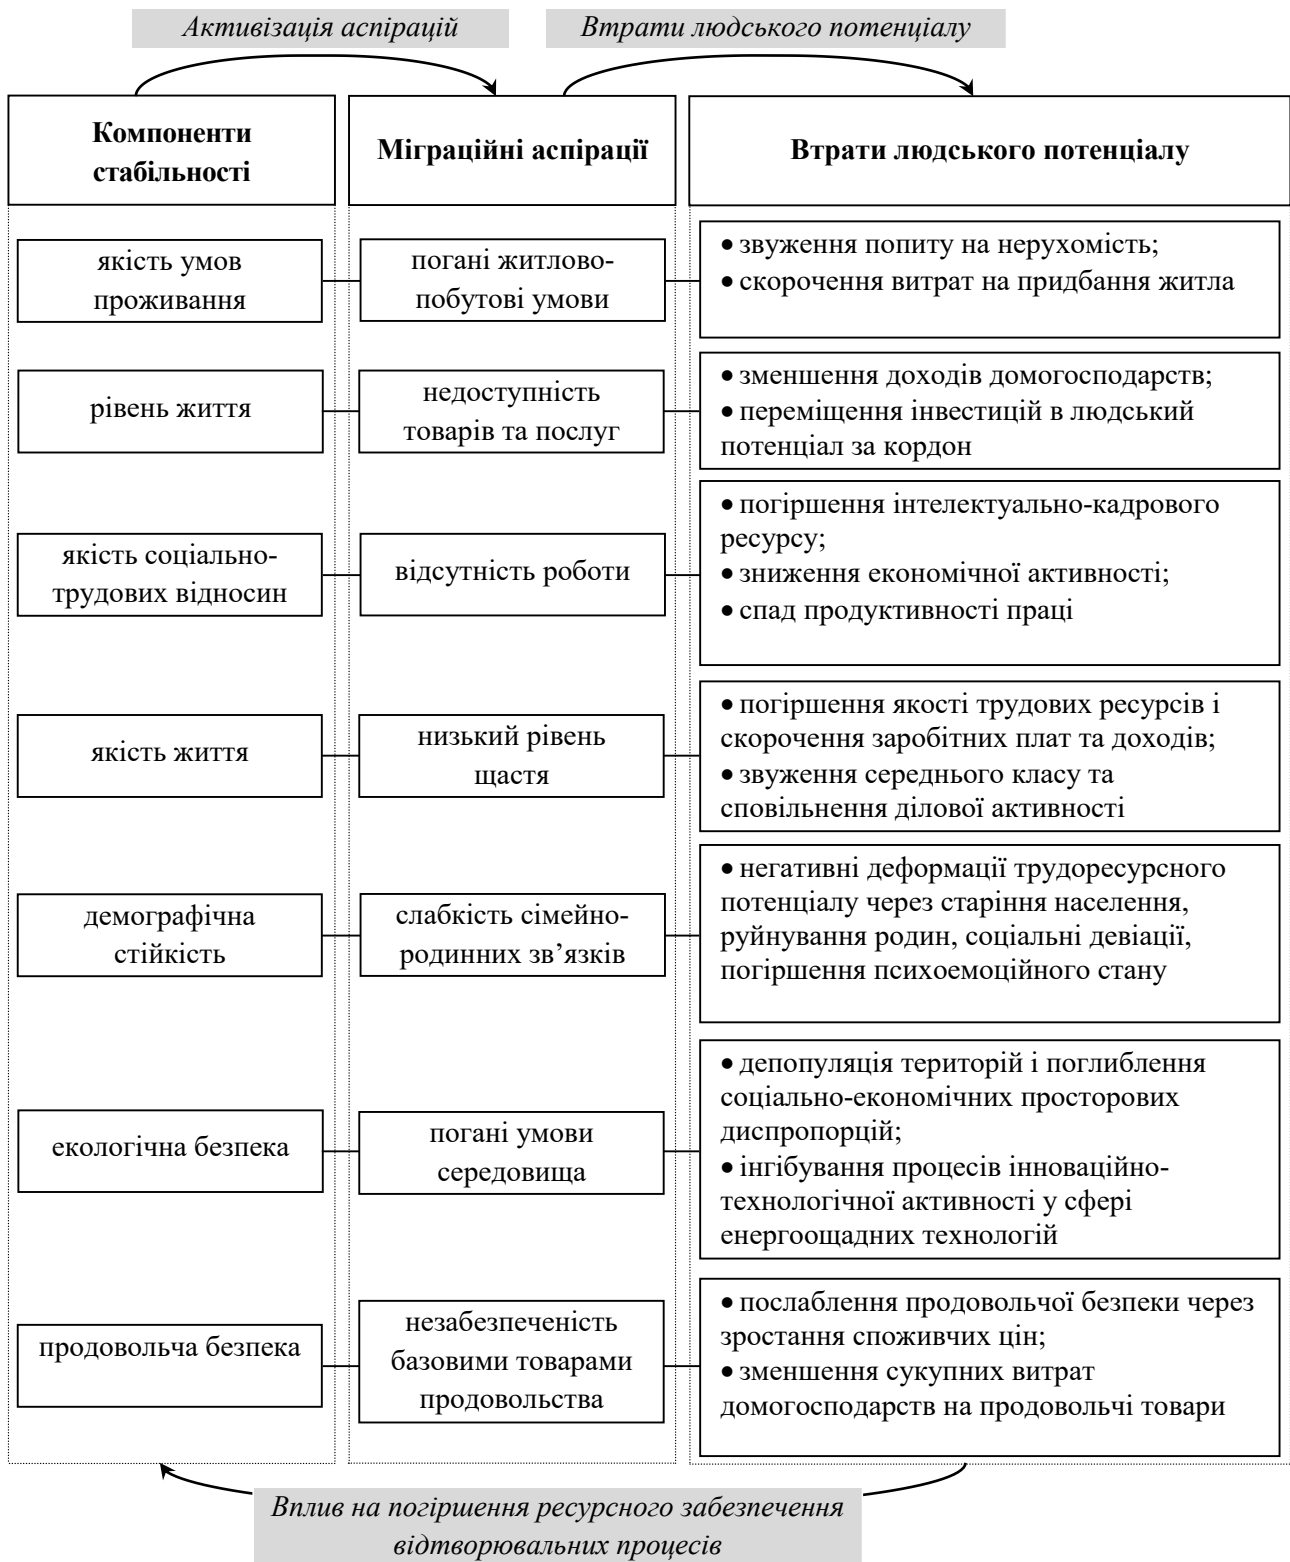 Активізація аспірацій
Втрати людського потенціалу
Компоненти
стабільності
Міграційні аспірації
Втрати людського потенціалу
якість умов
проживання
погані житлово-
побутові умови
• звуження попиту на нерухомість;
• скорочення витрат на придбання житла
рівень життя
недоступність
товарів та послуг
• зменшення доходів домогосподарств;
• переміщення інвестицій в людський
потенціал за кордон
якість соціально-
трудових відносин
відсутність роботи
• погіршення інтелектуально-кадрового
ресурсу;
• зниження економічної активності;
• спад продуктивності праці
якість життя
низький рівень
щастя
• погіршення якості трудових ресурсів і
скорочення заробітних плат та доходів;
• звуження середнього класу та
сповільнення ділової активності
демографічна
стійкість
слабкість сімейно-
родинних зв’язків
• негативні деформації трудоресурсного
потенціалу через старіння населення,
руйнування родин, соціальні девіації,
погіршення психоемоційного стану
екологічна безпека
погані умови
середовища
• депопуляція територій і поглиблення
соціально-економічних просторових
диспропорцій;
• інгібування процесів інноваційно-
технологічної активності у сфері
енергоощадних технологій
продовольча безпека
незабезпеченість
базовими товарами
продовольства
• послаблення продовольчої безпеки через
зростання споживчих цін;
• зменшення сукупних витрат
домогосподарств на продовольчі товари
Вплив на погіршення ресурсного забезпечення
відтворювальних процесів